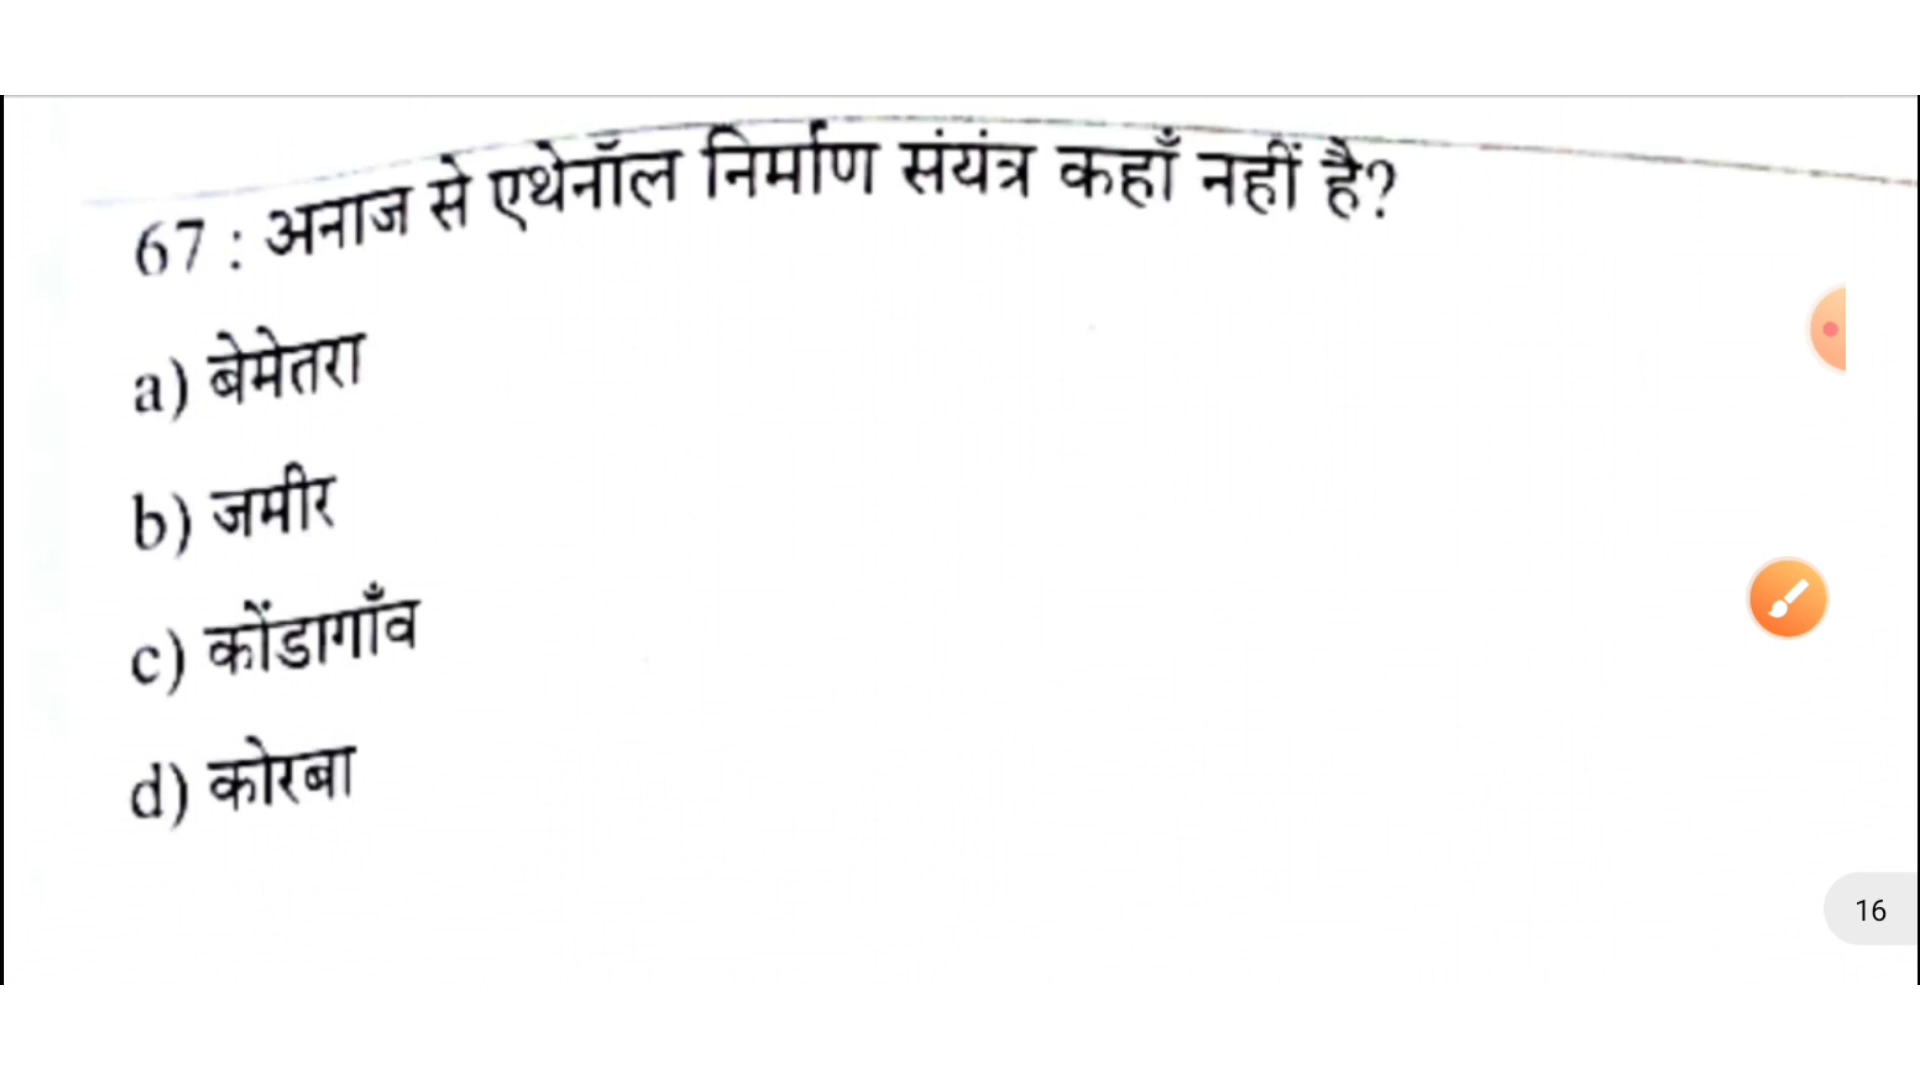 67 : अनाज से एथेनॉल निर्माण संयंत्र कहाँ नहीं है?
a) बेमेतरा
b) जमीर
c) कोंडागाँव
d) कोरबा
16